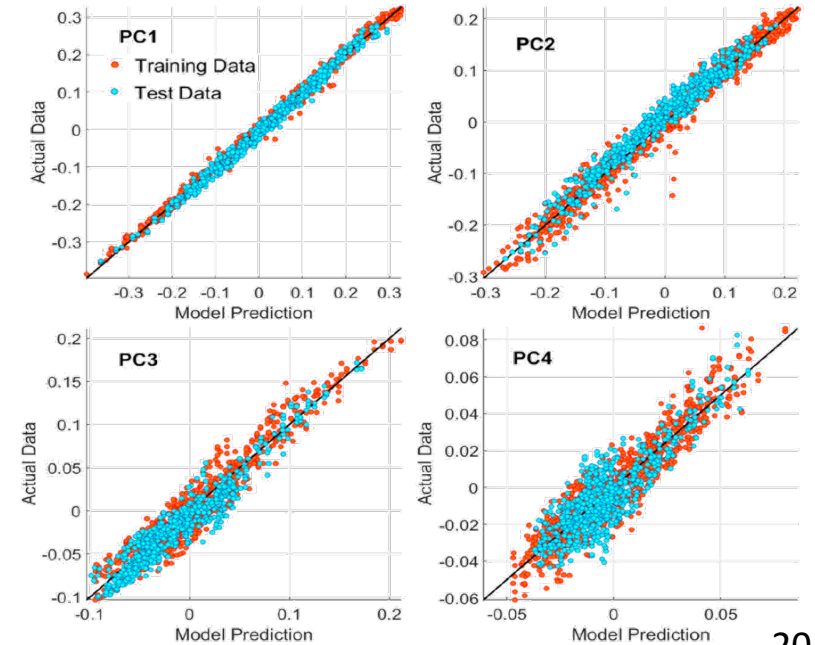 PC1
Training Data
Test Data
0.3
0.2
0.1
0
-0.1
-0.2
-0.3
Actual Data
-0.3 -0.2 -0.1 0 0.1 0.2 0.3
Model Prediction
PC2
0.2
0.1
0
-0.1
-0.2
-0.3
Actual Data
-0.3 -0.2 -0.1 0 0.1 0.2
Model Prediction
PC3
0.2
0.15
0.1
0.05
0
-0.05
-0.1
Actual Data
-0.1 0 0.1 0.2
Model Prediction
PC4
0.08
0.06
0.04
0.02
0
-0.02
-0.04
-0.06
Actual Data
-0.05 0 0.05
Model Prediction
20